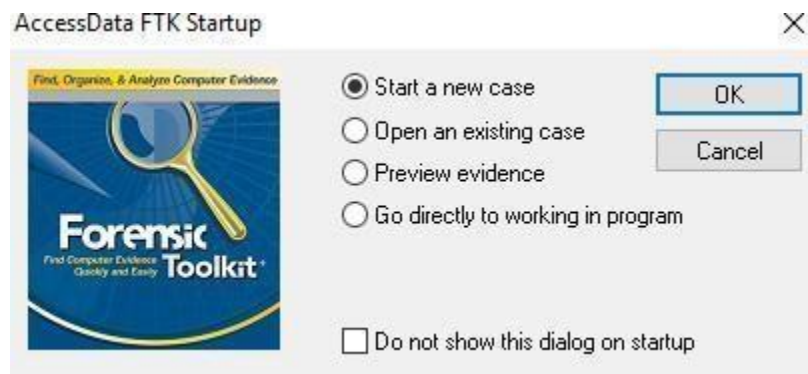 AccessData FTK Startup
Find, Organize, & Analyze Computer Evidence
Start a new case
OK
Open an existing case
Cancel
Preview evidence
Go directly to working in program
Forensic
Find Computer Evidence
Quickly and Easily
Toolkit
Do not show this dialog on startup